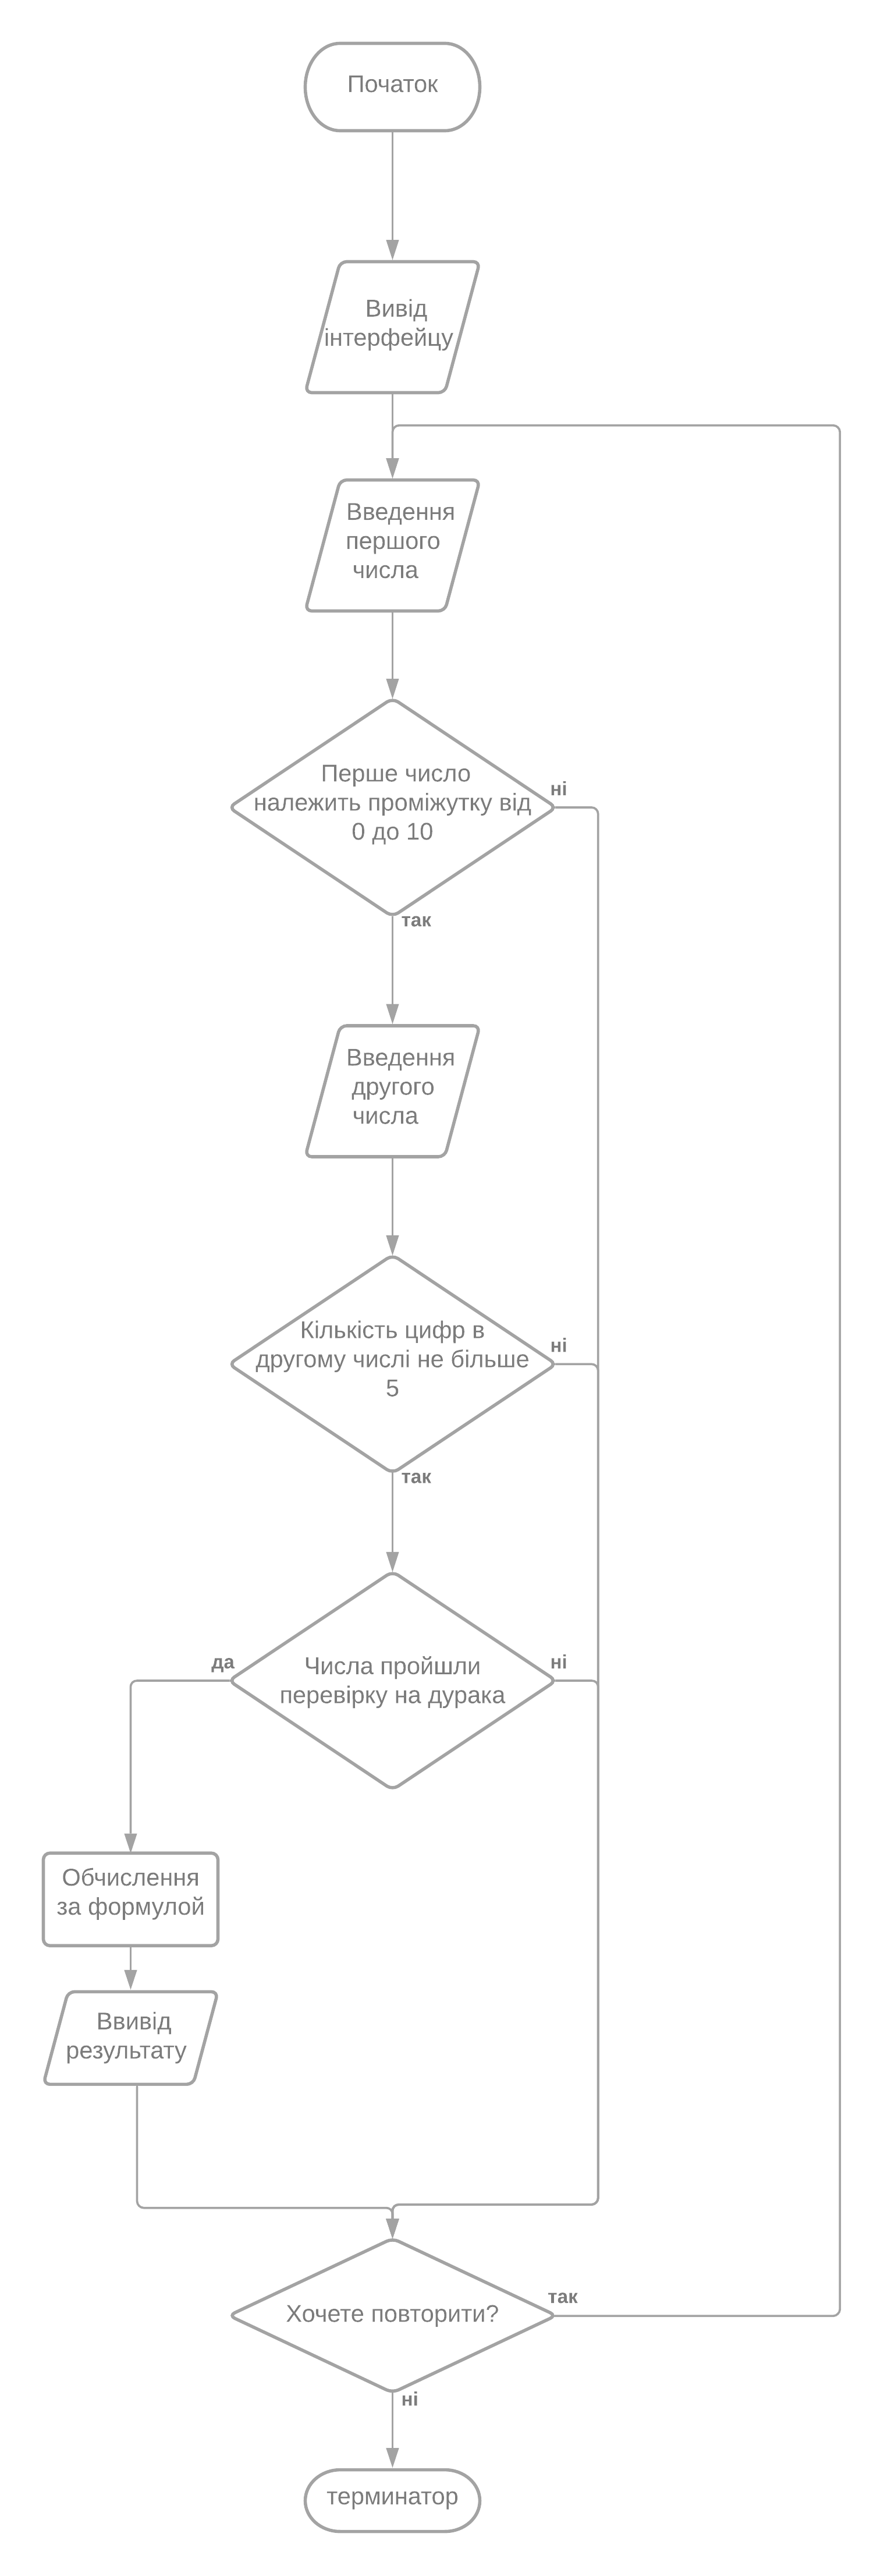 Початок
Вивід
інтерфейцу
Введення
першого
числа
Перше число
належить проміжутку від
0 до 10
ні
так
Введення
другого
числа
Кількість цифр в
другому числі не більше
5
ні
так
Числа пройшли
перевірку на дурака
да
ні
Обчислення
за формулой
Ввивід
результату
Хочете повторити?
так
ні
терминатор